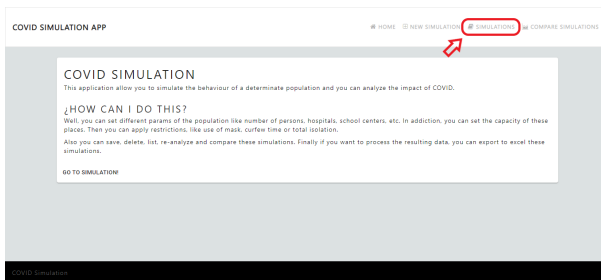 COVID SIMULATION APP
HOME NEW SIMULATION SIMULATIONS COMPARE SIMULATIONS
COVID SIMULATION
This application allow you to simulate the behaviour of a determinate population and you can analyze the impact of COVID.
¿HOW CAN I DO THIS?
Well, you can set different params of the population like number of persons, hospitals, school centers, etc. In addiction, you can set the capacity of these
places. Then you can apply restrictions, like use of mask, curfew time or total isolation.
Also you can save, delete, list, re-analyze and compare these simulations. Finally if you want to process the resulting data, you can export to excel these
simulations.
GO TO SIMULATION!
COVID Simulation